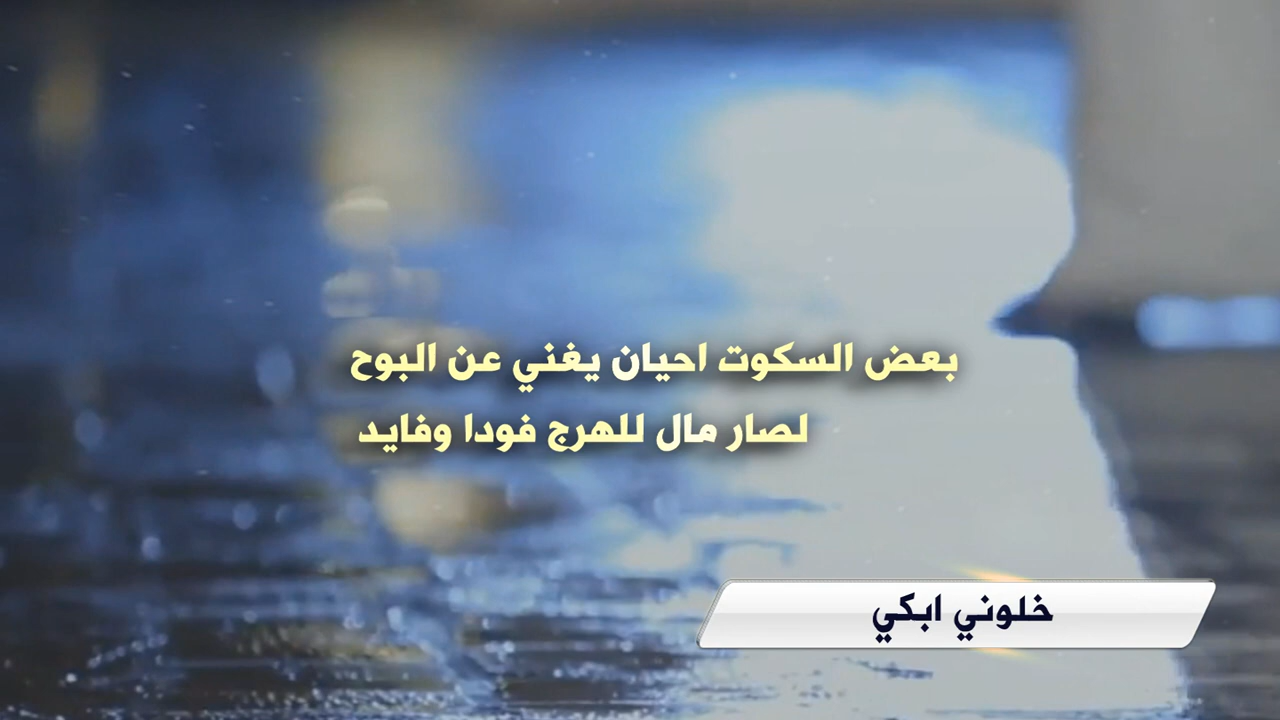 بعض السكوت احيان يغني عن البوح
لصار مال للهرج فودا وفايد
خلوني ابكي